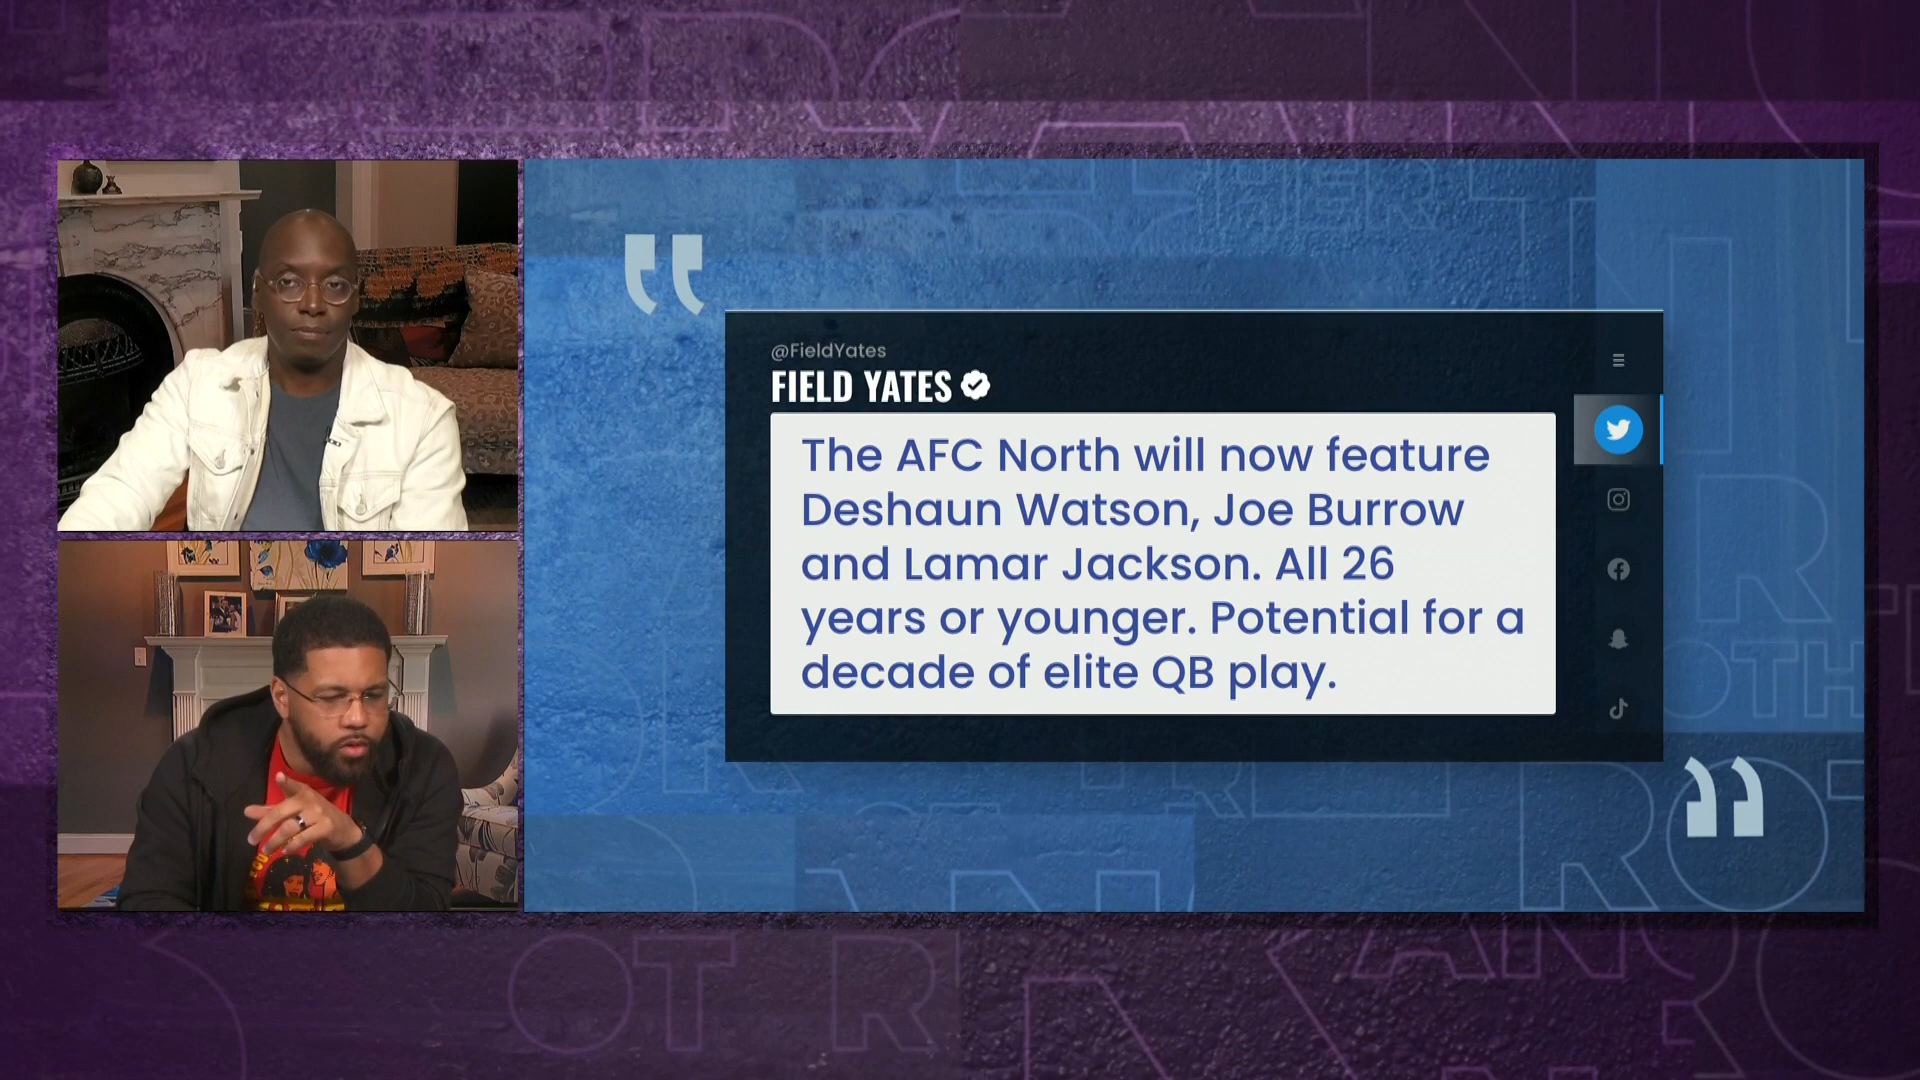 @FieldYates
FIELD YATES
The AFC North will now feature
Deshaun Watson, Joe Burrow
and Lamar Jackson. All 26
years or younger. Potential for a
decade of elite QB play.